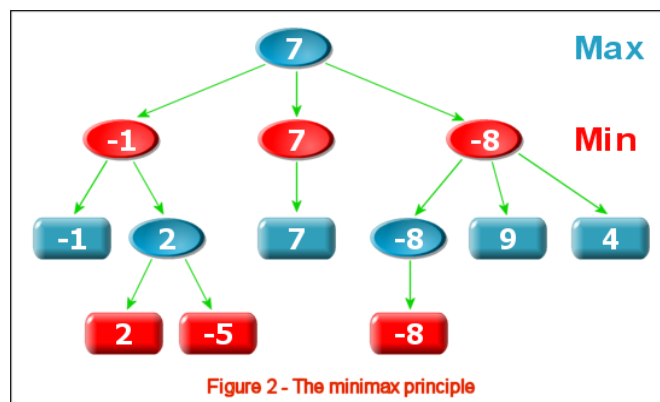 7 Max
-1 7 -8 Min
-1 2 7 -8 9 4
2 -5 -8
Figure 2 - The minimax principle